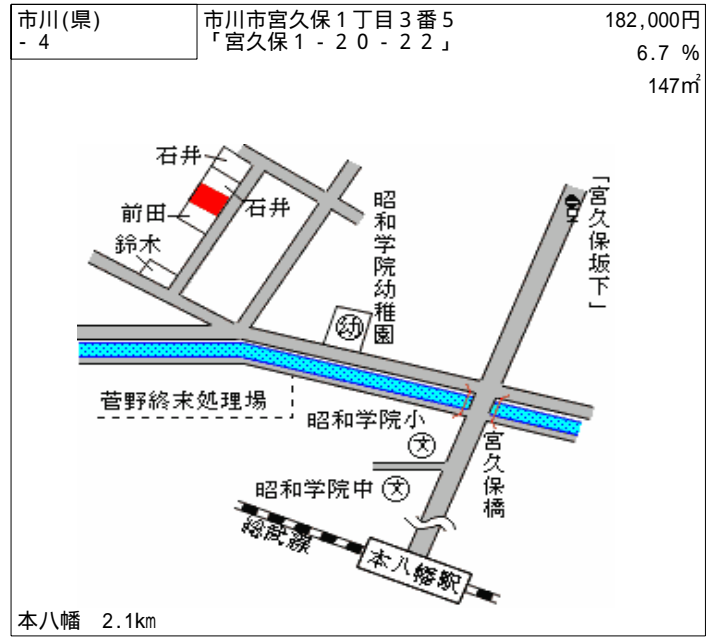 市川(県)
- 4
市川市宮久保１丁目３番５
「宮久保１‐２０‐２２」
182,000円
6.7 %
147㎡
石井
石井
前田
鈴木
昭和学院幼稚園
幼
「宮久保坂下」
菅野終末処理場
昭和学院小
文
宮久保橋
昭和学院中
文
総武線
本八幡駅
本八幡 2.1km